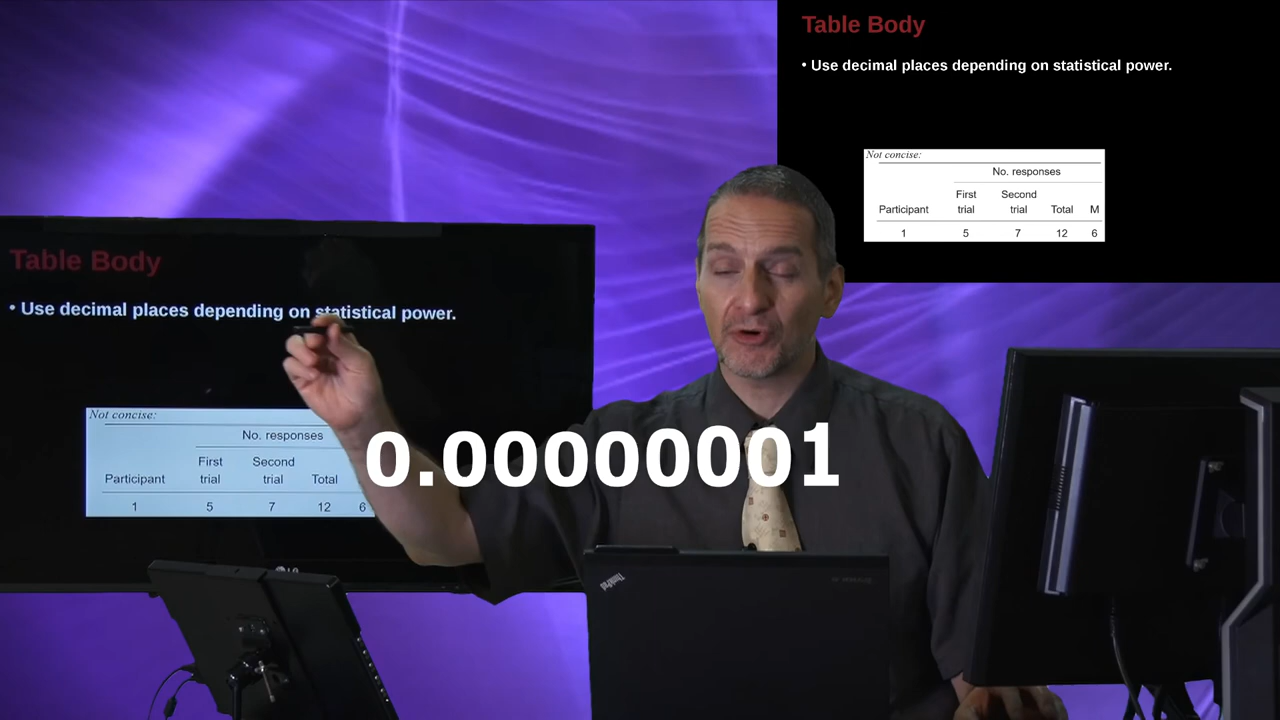 Table Body
• Use decimal places depending on statistical power.
Not concise:
No. responses
First Second
Participant trial trial Total M
1 5 7 12 6
Table Body
• Use decimal places depending on statistical power.
Not concise:
No. responses
First Second
Participant trial trial Total
1 5 7 12 6
0.00000001
LG
ThinkPad